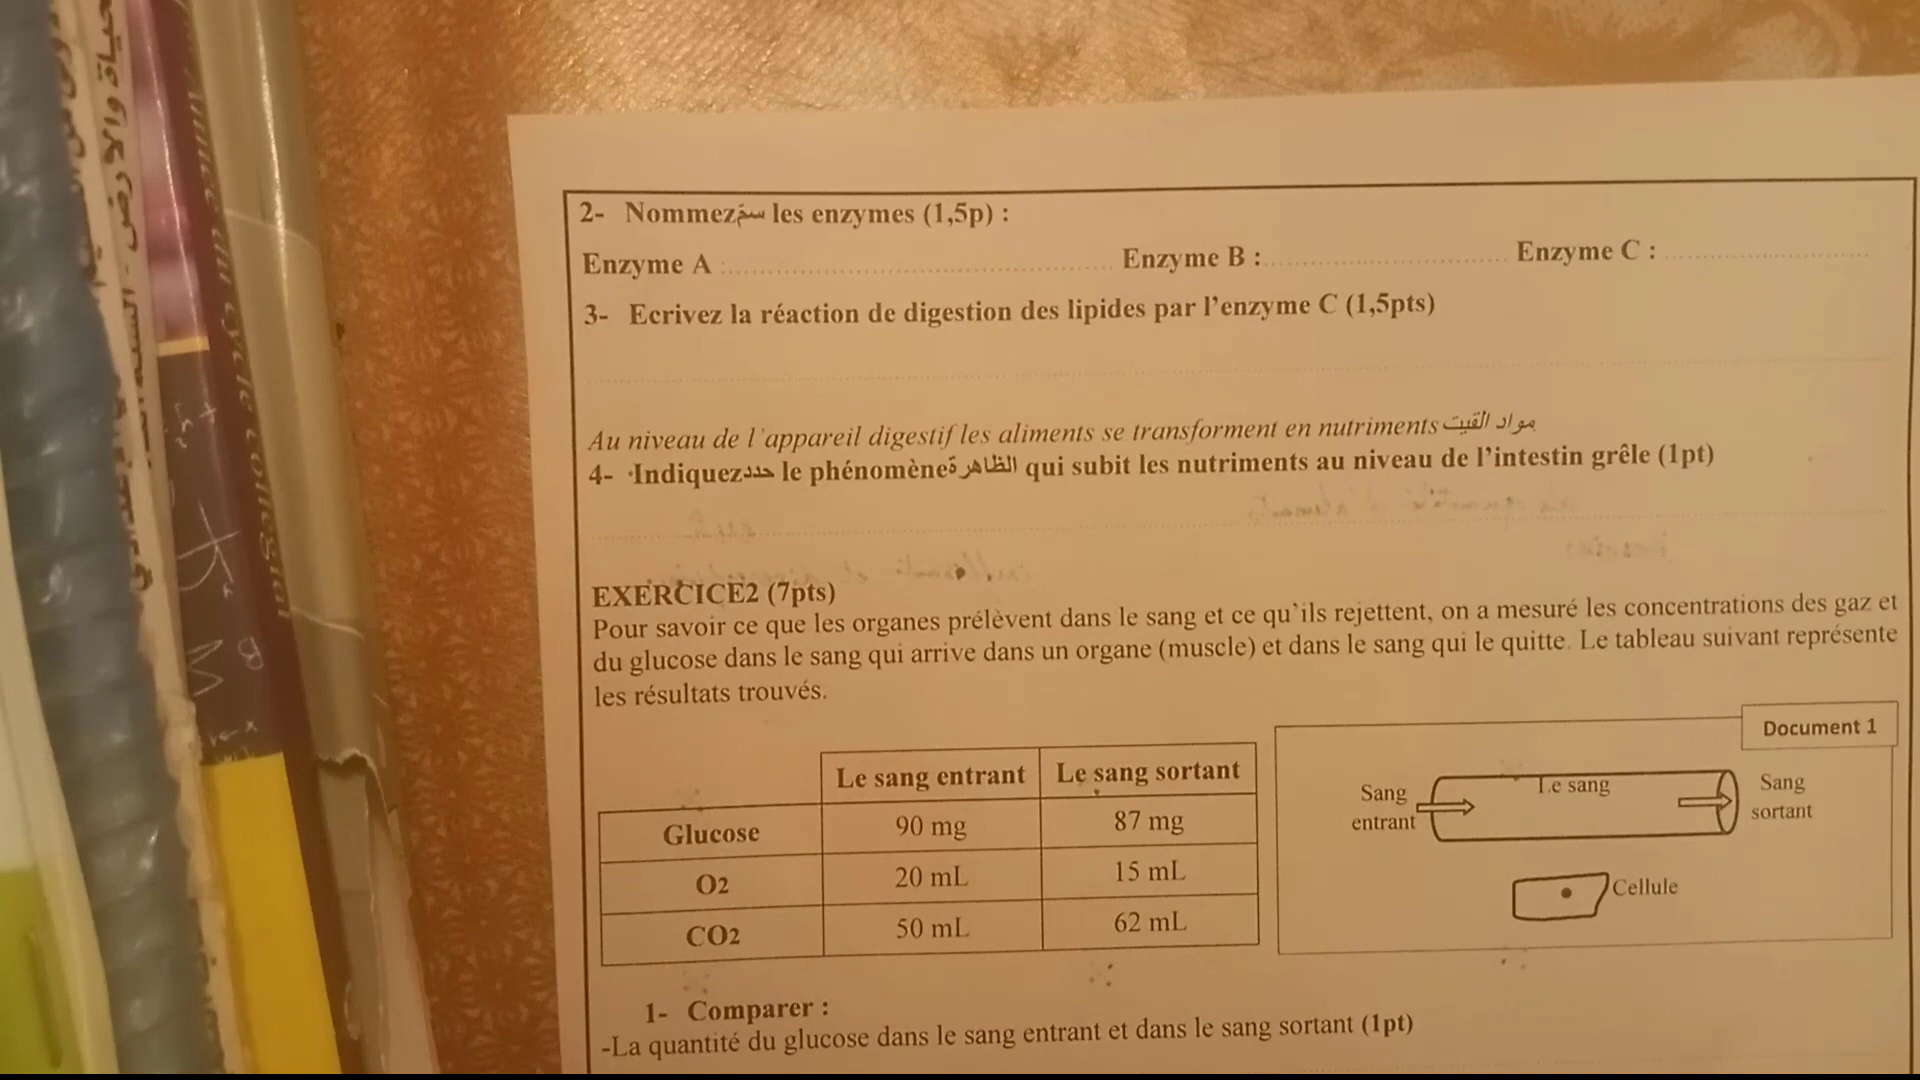 2- Nommezسمّ les enzymes (1,5p) :
Enzyme A : Enzyme B : Enzyme C :
3- Ecrivez la réaction de digestion des lipides par l'enzyme C (1,5pts)
Au niveau de l'appareil digestif les aliments se transforment en nutriments مواد القيت
4- Indiquezحدد le phénomèneالظاهرة qui subit les nutriments au niveau de l'intestin grêle (1pt)
EXERCICE2 (7pts)
Pour savoir ce que les organes prélèvent dans le sang et ce qu'ils rejettent, on a mesuré les concentrations des gaz et
du glucose dans le sang qui arrive dans un organe (muscle) et dans le sang qui le quitte. Le tableau suivant représente
les résultats trouvés.
Le sang entrant Le sang sortant
Glucose 90 mg 87 mg
O2 20 mL 15 mL
CO2 50 mL 62 mL
Document 1
Sang entrant
Le sang
Sang sortant
Cellule
1- Comparer :
-La quantité du glucose dans le sang entrant et dans le sang sortant (1pt)